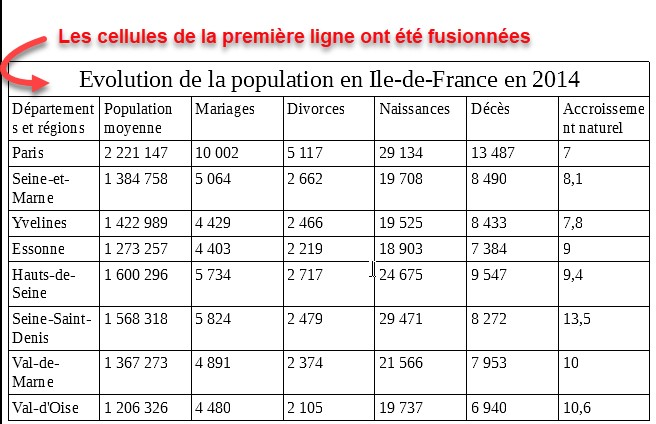 Les cellules de la première ligne ont été fusionnées
Evolution de la population en Ile-de-France en 2014
Département Population Mariages Divorces Naissances Décès Accroisseme
s et régions moyenne nt naturel
Paris 2 221 147 10 002 5 117 29 134 13 487 7
Seine-et- 1 384 758 5 064 2 662 19 708 8 490 8,1
Marne
Yvelines 1 422 989 4 429 2 466 19 525 8 433 7,8
Essonne 1 273 257 4 403 2 219 18 903 7 384 9
Hauts-de- 1 600 296 5 734 2 717 24 675 9 547 9,4
Seine
Seine-Saint- 1 568 318 5 824 2 479 29 471 8 272 13,5
Denis
Val-de- 1 367 273 4 891 2 374 21 566 7 953 10
Marne
Val-d'Oise 1 206 326 4 480 2 105 19 737 6 940 10,6